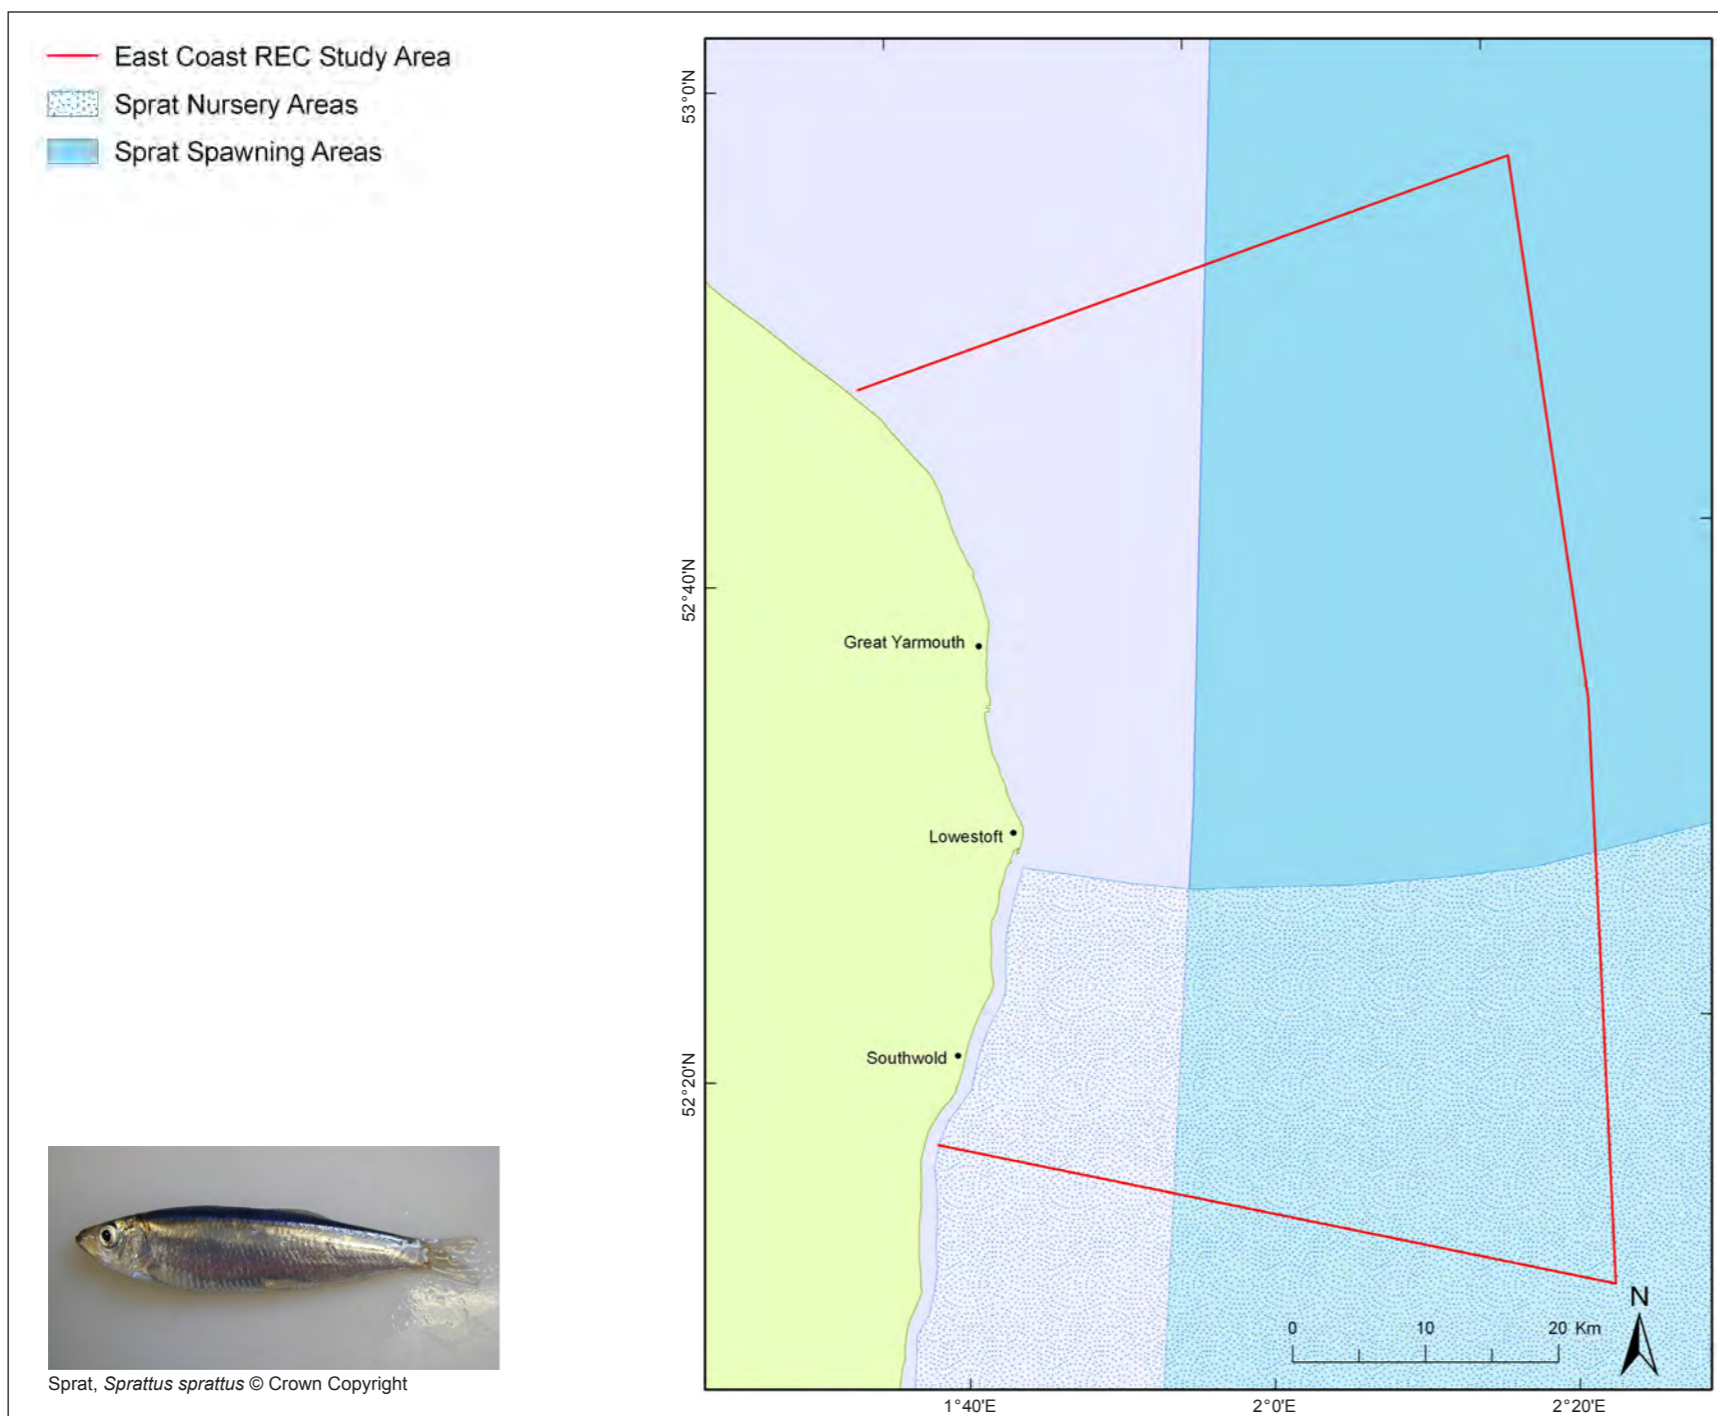 East Coast REC Study Area
Sprat Nursery Areas
Sprat Spawning Areas
53°0'N
52°40'N
Great Yarmouth
Lowestoft
Southwold
52°20'N
N
0 10 20 Km
1°40'E 2°0'E 2°20'E
Sprat, Sprattus sprattus © Crown Copyright